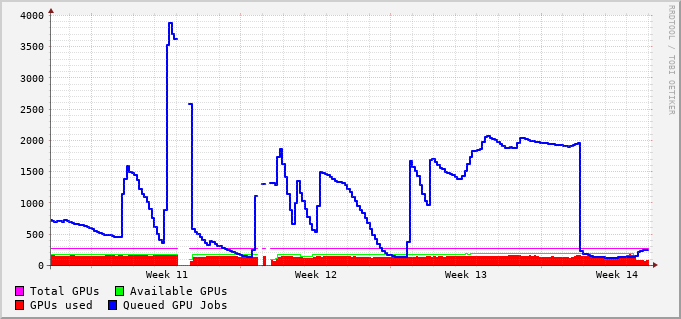 4000
3500
3000
2500
2000
1500
1000
500
0
Week 11 Week 12 Week 13 Week 14
Total GPUs Available GPUs
GPUs used Queued GPU Jobs
RRDTOOL / TOBI OETIKER